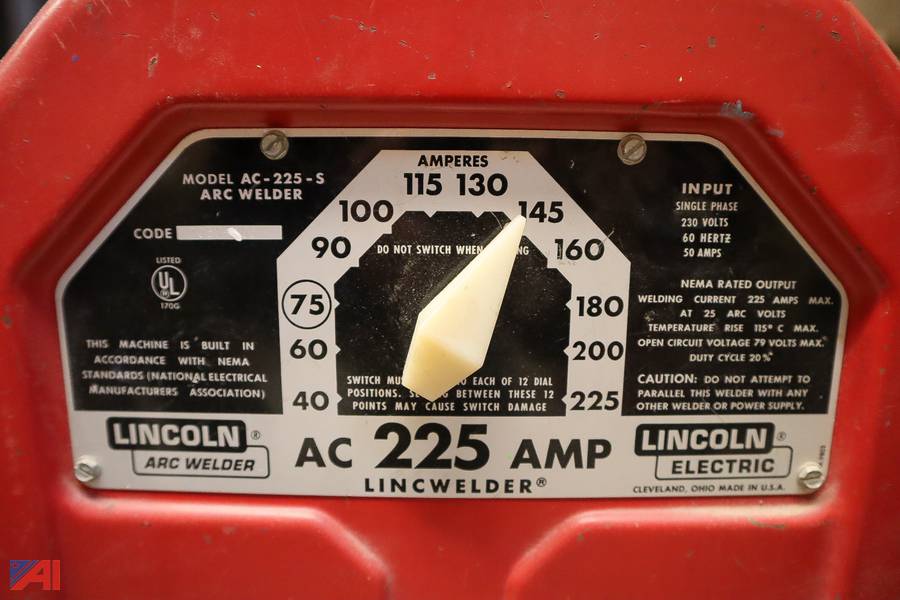 AMPERES
115 130
100
145
90
160
75
180
60
200
40
225
MODEL AC-225-S
ARC WELDER
CODE
LISTED
UL
170G
THIS MACHINE IS BUILT IN
ACCORDANCE WITH NEMA
STANDARDS (NATIONAL ELECTRICAL
MANUFACTURERS ASSOCIATION)
DO NOT SWITCH WHEN
SWITCH EACH OF 12 DIAL
POSITIONS. BETWEEN THESE 12
POINTS MAY CAUSE SWITCH DAMAGE
INPUT
SINGLE PHASE
230 VOLTS
60 HERTZ
50 AMPS
NEMA RATED OUTPUT
WELDING CURRENT 225 AMPS MAX.
AT 25 ARC VOLTS
TEMPERATURE RISE 115° C MAX.
OPEN CIRCUIT VOLTAGE 79 VOLTS MAX.
DUTY CYCLE 20%
CAUTION: DO NOT ATTEMPT TO
PARALLEL THIS WELDER WITH ANY
OTHER WELDER OR POWER SUPPLY.
LINCOLN ®
ARC WELDER
AC 225 AMP
LINCWELDER®
LINCOLN ®
ELECTRIC
CLEVELAND, OHIO MADE IN U.S.A.
AI